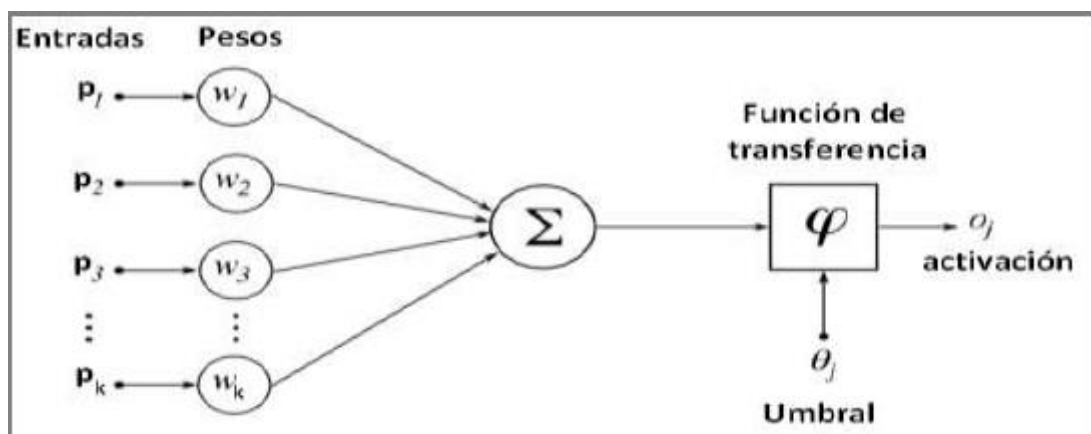 Entradas Pesos
p1 w1
p2 w2
p3 w3
⋮ ⋮
pk wk
Σ
Función de
transferencia
φ
oj
activación
θj
Umbral